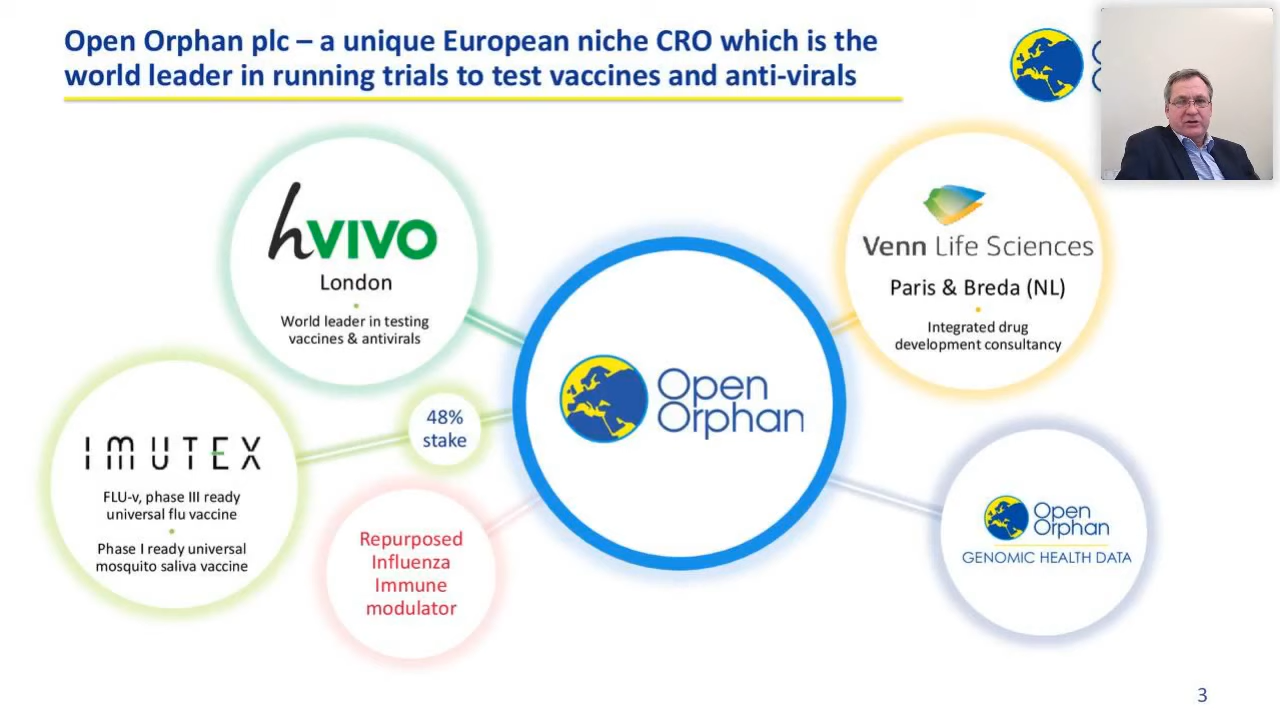 Open Orphan plc – a unique European niche CRO which is the
world leader in running trials to test vaccines and anti-virals
hVIVO
London
World leader in testing
vaccines & antivirals
Venn Life Sciences
Paris & Breda (NL)
Integrated drug
development consultancy
48%
stake
Open
Orphan
IMUTEX
FLU-v, phase III ready
universal flu vaccine
Phase I ready universal
mosquito saliva vaccine
Repurposed
Influenza
Immune
modulator
Open
Orphan
GENOMIC HEALTH DATA
3